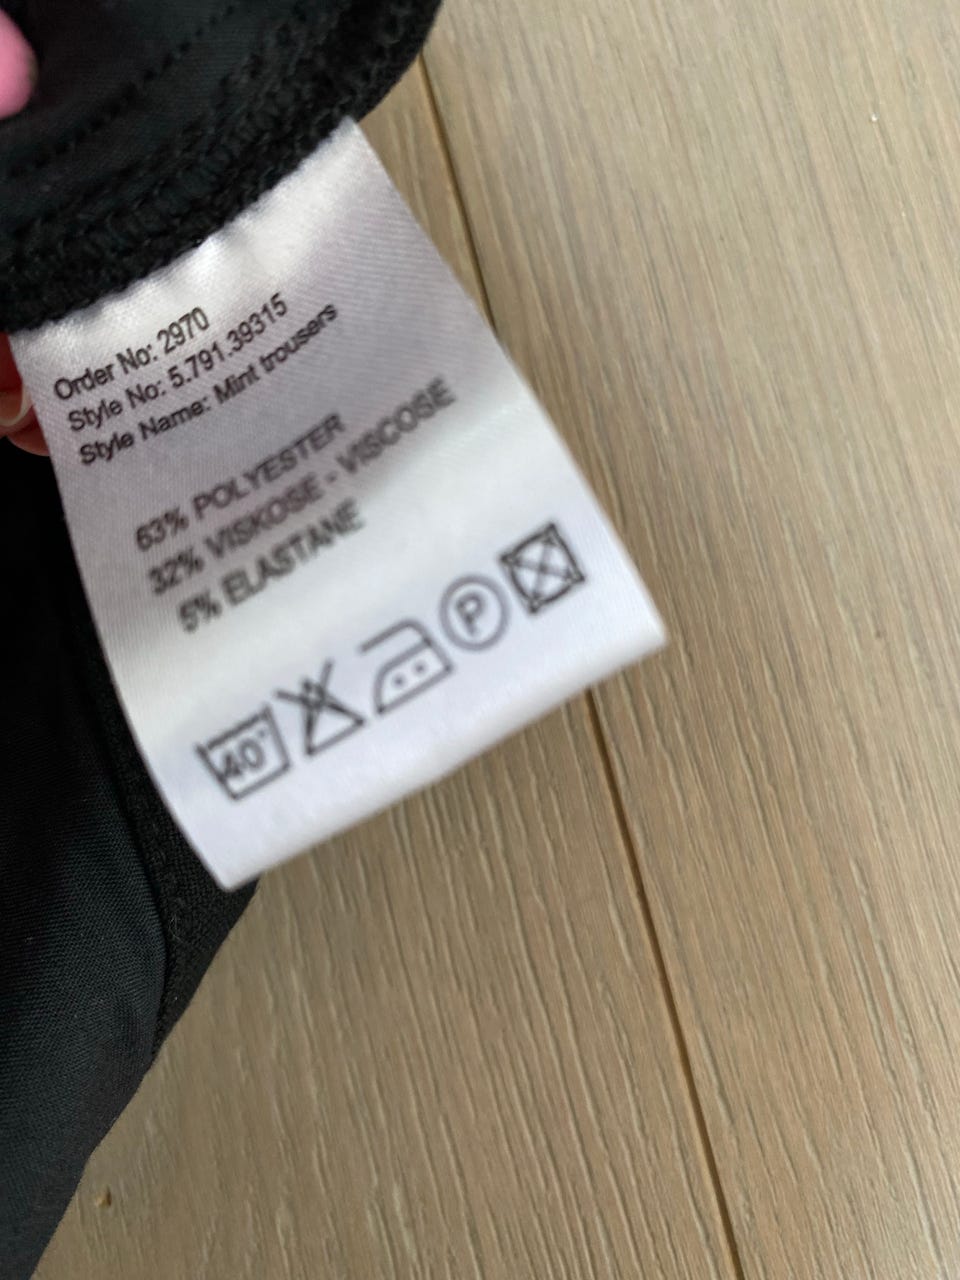 Order No: 2970
Style No: 5.791.39315
Style Name: Mint trousers
63% POLYESTER
32% VISKOSE - VISCOSE
5% ELASTANE
40° P